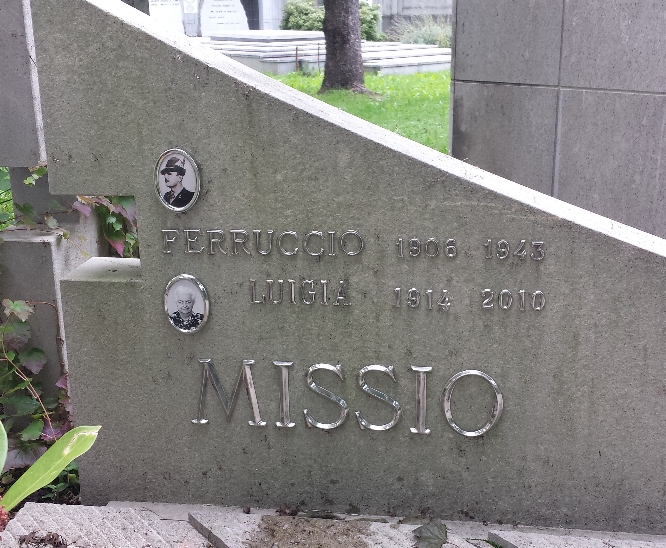 FERRUCCIO 1906 1943
LUIGIA 1914 2010
MISSIO